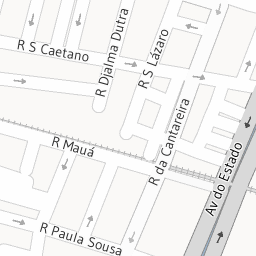 R Djalma Dutra
R S Lázaro
R S Caetano
R da Cantareira
R Mauá
Av do Estado
R Paula Sousa